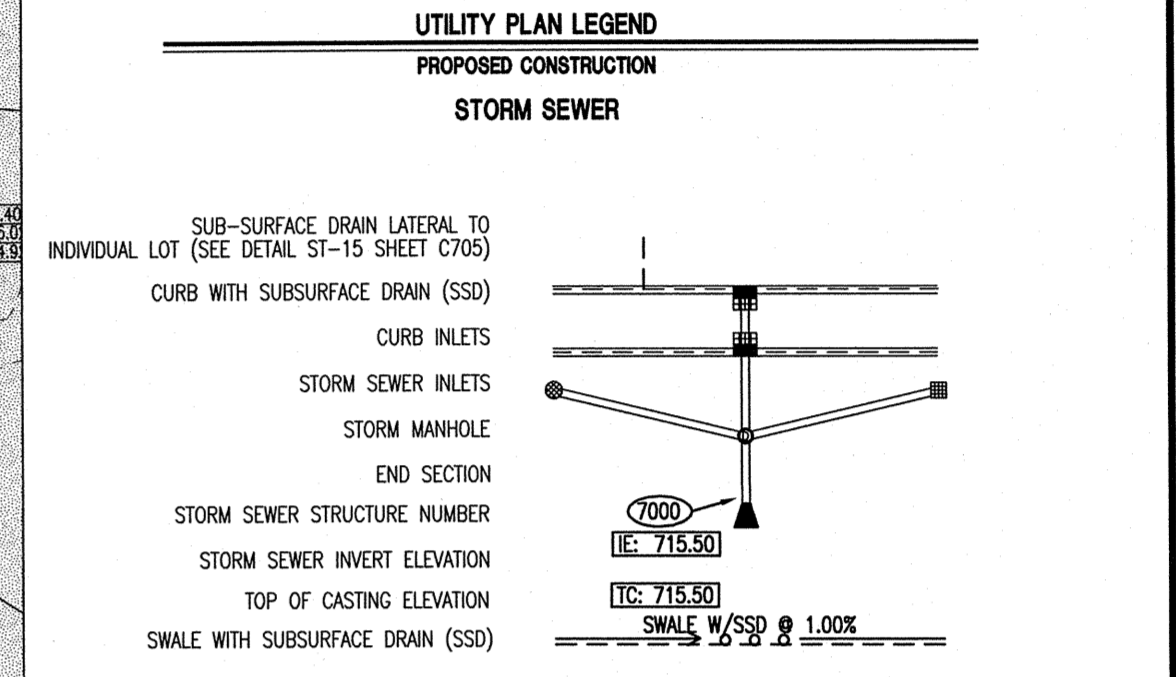 UTILITY PLAN LEGEND
PROPOSED CONSTRUCTION
STORM SEWER
SUB-SURFACE DRAIN LATERAL TO
INDIVIDUAL LOT (SEE DETAIL ST-15 SHEET C705)
CURB WITH SUBSURFACE DRAIN (SSD)
CURB INLETS
STORM SEWER INLETS
STORM MANHOLE
END SECTION
STORM SEWER STRUCTURE NUMBER
7000
STORM SEWER INVERT ELEVATION
IE: 715.50
TOP OF CASTING ELEVATION
TC: 715.50
SWALE WITH SUBSURFACE DRAIN (SSD)
SWALE W/SSD @ 1.00%